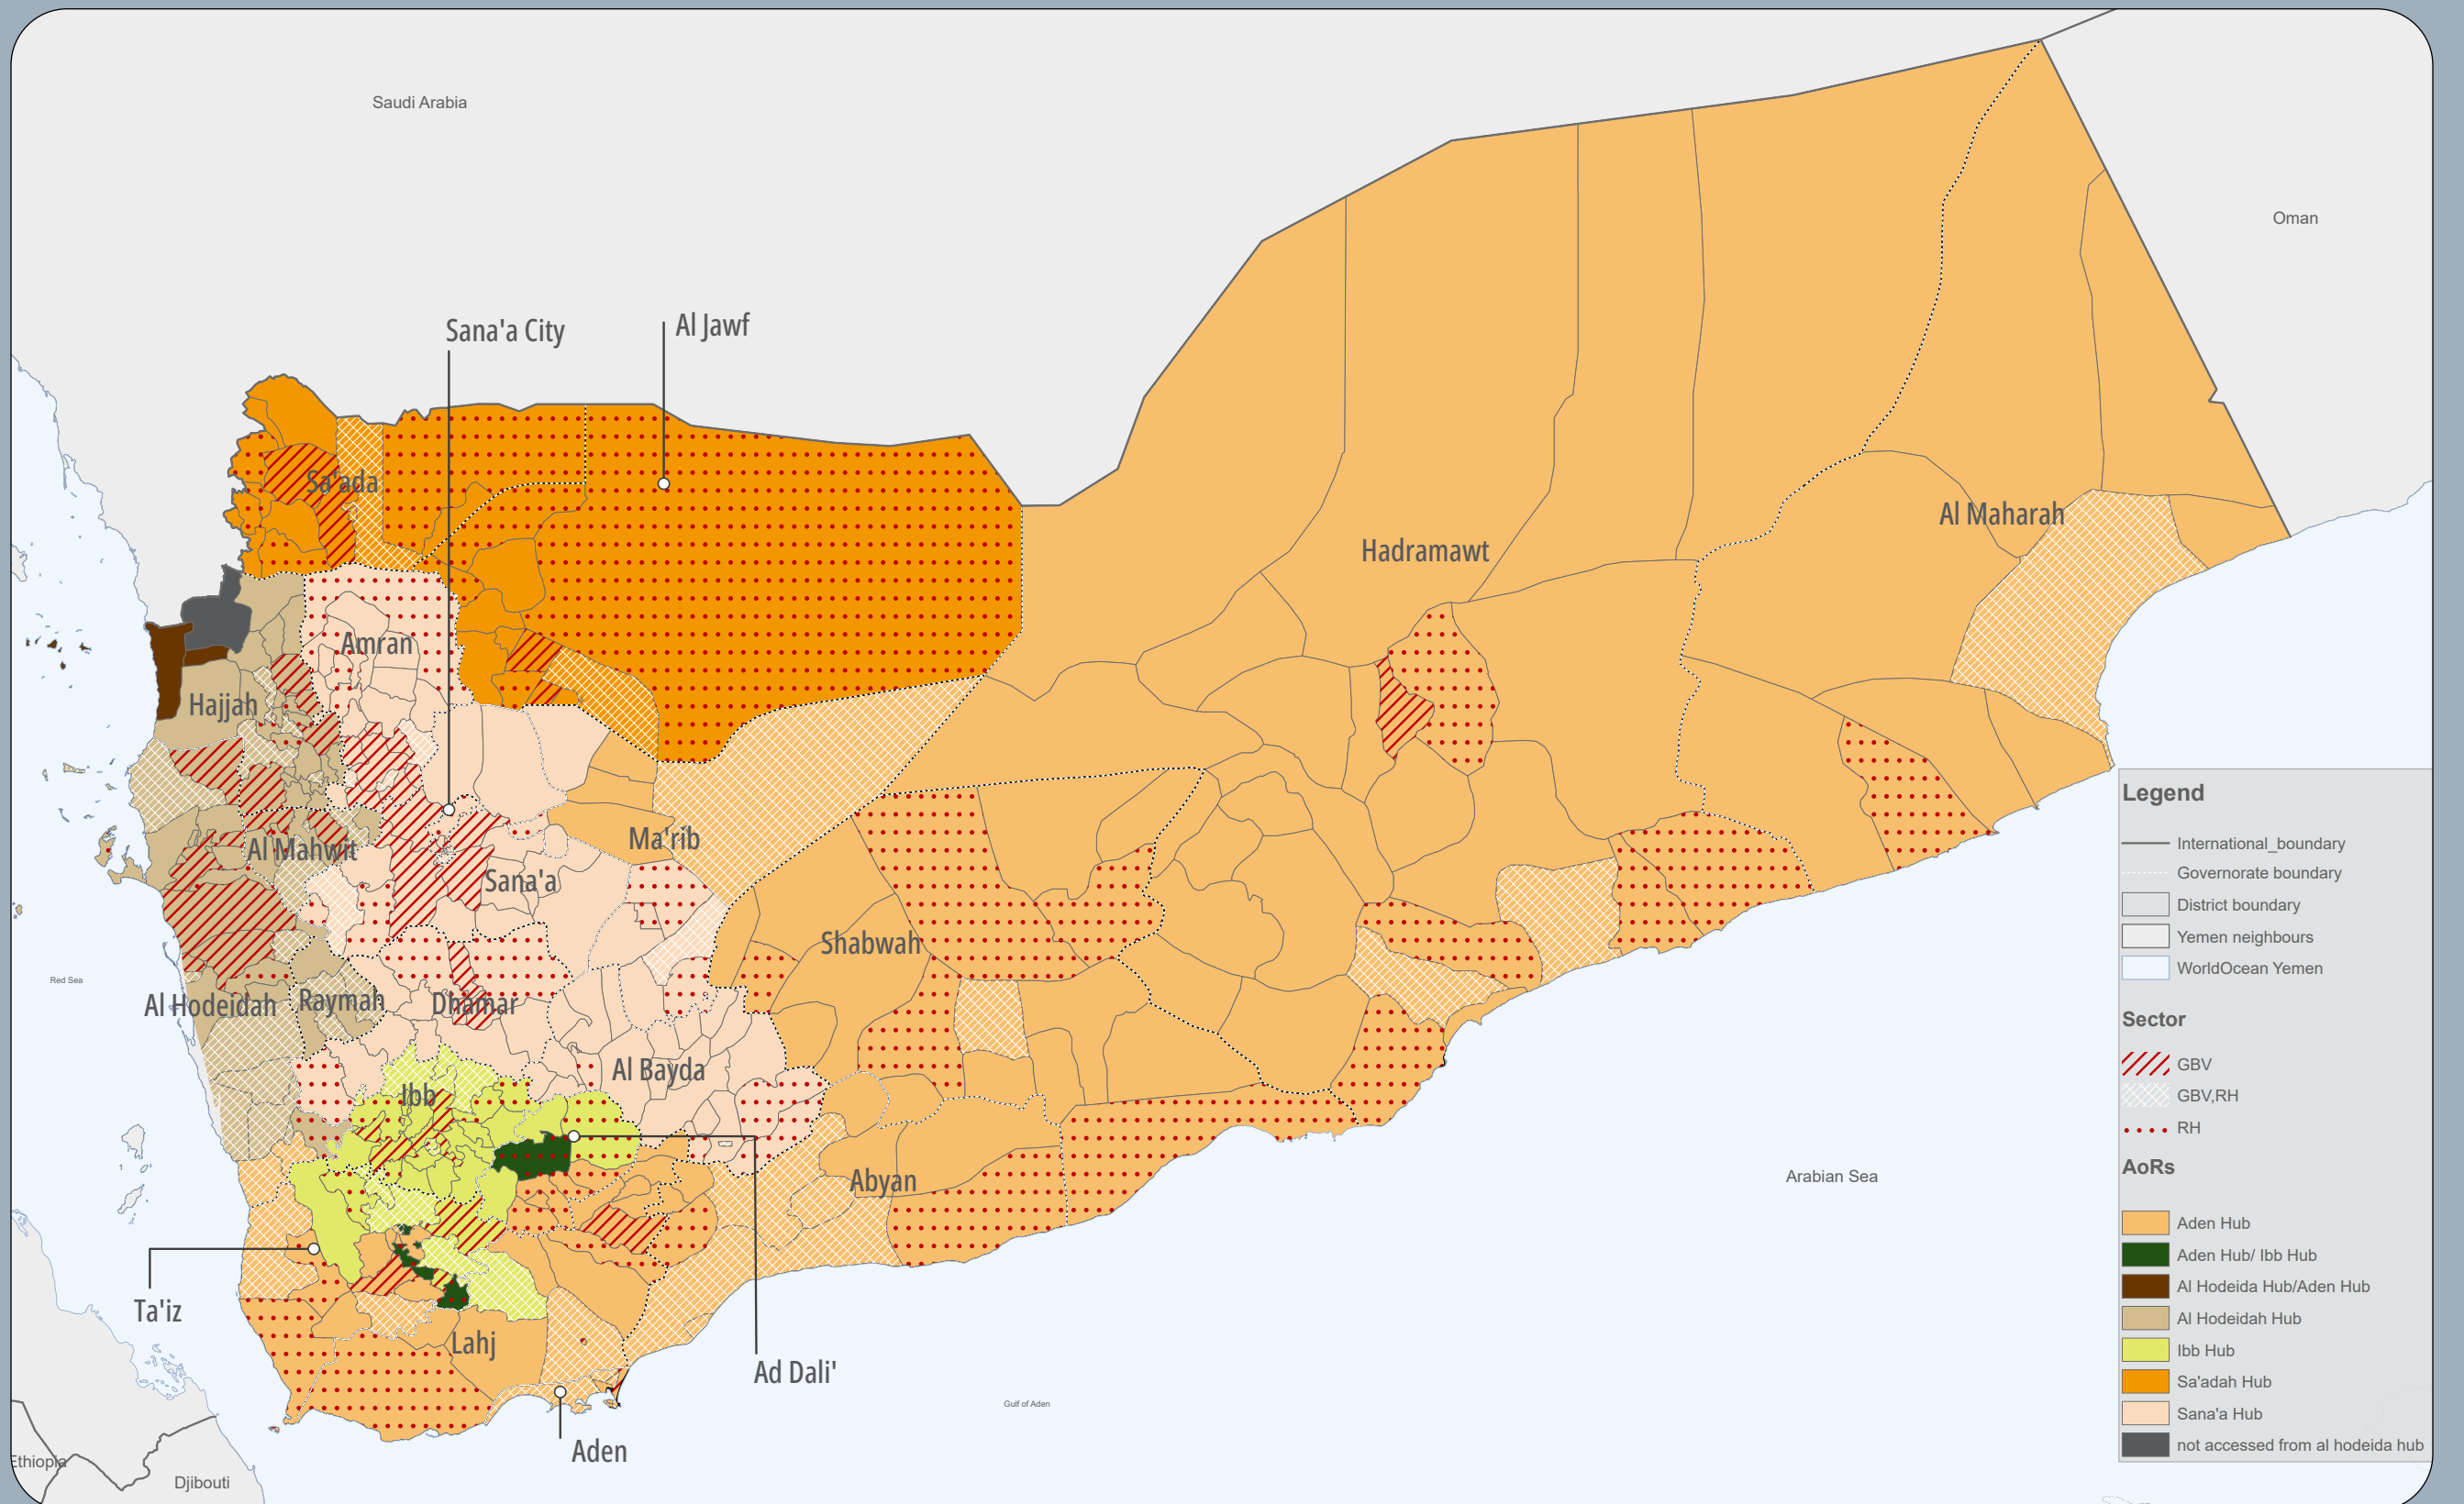 Saudi Arabia
Oman
Sana'a City
Al Jawf
Sa'ada
Al Maharah
Hadramawt
Amran
Hajjah
Ma'rib
Al Mahwit
Sana'a
Shabwah
Red Sea
Al Hodeidah
Raymah
Dhamar
Al Bayda
Ibb
Abyan
Arabian Sea
Ta'iz
Lahj
Ad Dali'
Gulf of Aden
Aden
Ethiopia
Djibouti
Legend
International_boundary
Governorate boundary
District boundary
Yemen neighbours
WorldOcean Yemen
Sector
GBV
GBV,RH
RH
AoRs
Aden Hub
Aden Hub/ Ibb Hub
Al Hodeida Hub/Aden Hub
Al Hodeidah Hub
Ibb Hub
Sa'adah Hub
Sana'a Hub
not accessed from al hodeida hub